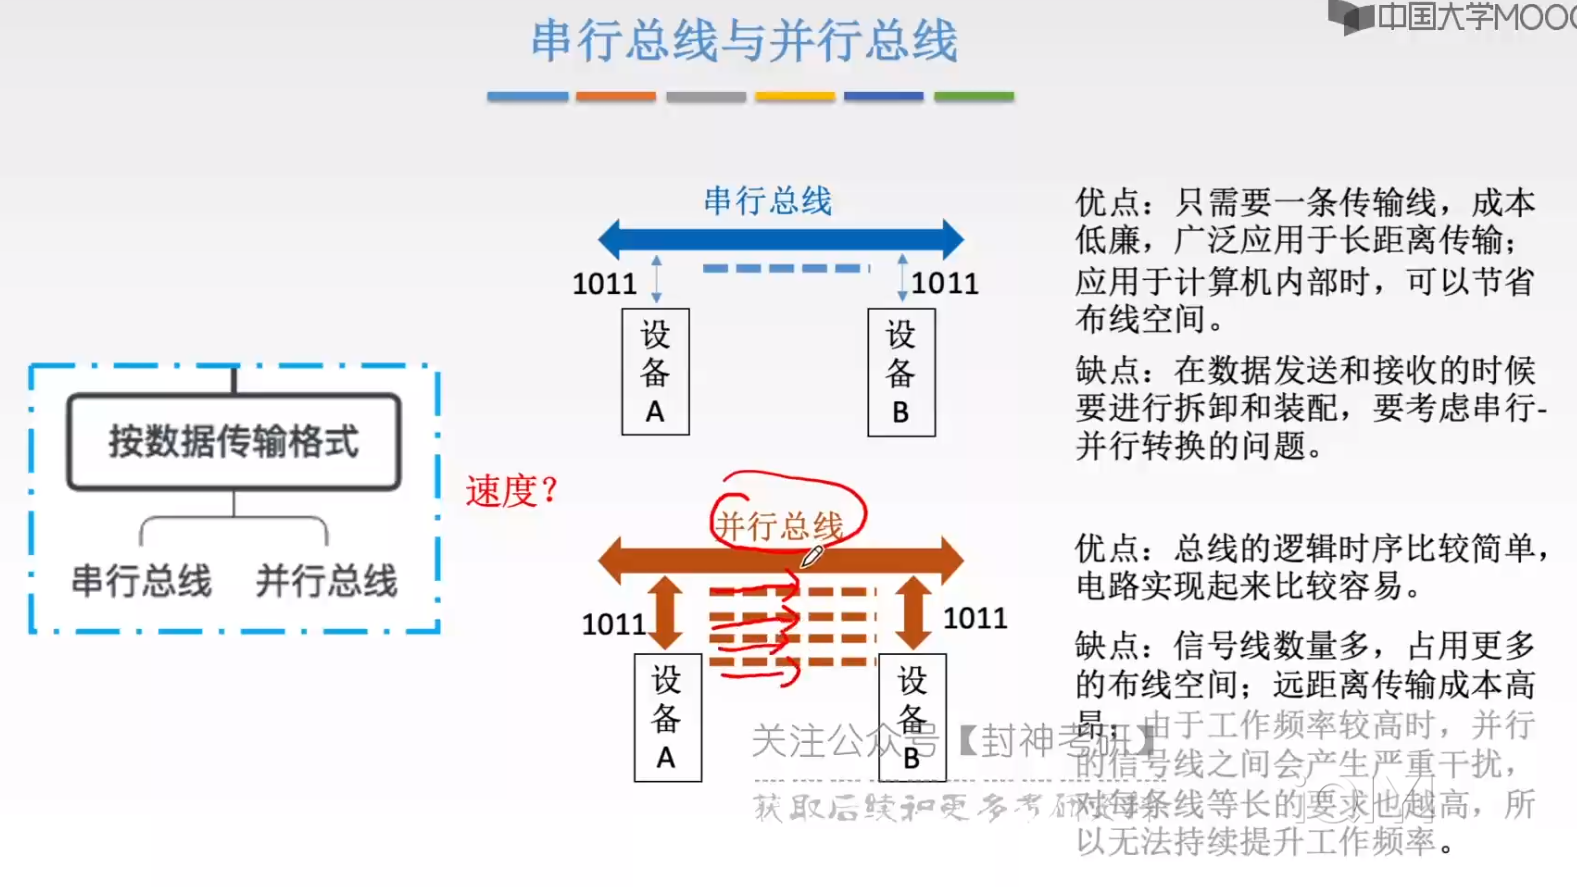 中国大学MOOC
串行总线与并行总线
串行总线
1011
1011
设备A
设备B
优点：只需要一条传输线，成本
低廉，广泛应用于长距离传输；
应用于计算机内部时，可以节省
布线空间。
缺点：在数据发送和接收的时候
要进行拆卸和装配，要考虑串行-
并行转换的问题。
按数据传输格式
串行总线
并行总线
速度？
并行总线
1011
1011
设备A
设备B
优点：总线的逻辑时序比较简单，
电路实现起来比较容易。
缺点：信号线数量多，占用更多
的布线空间；远距离传输成本高
昂；由于工作频率较高时，并行
的信号线之间会产生严重干扰，
对每条线等长的要求也越高，所
以无法持续提升工作频率。
关注公众号【封神考研】
获取后续和更多考研资料